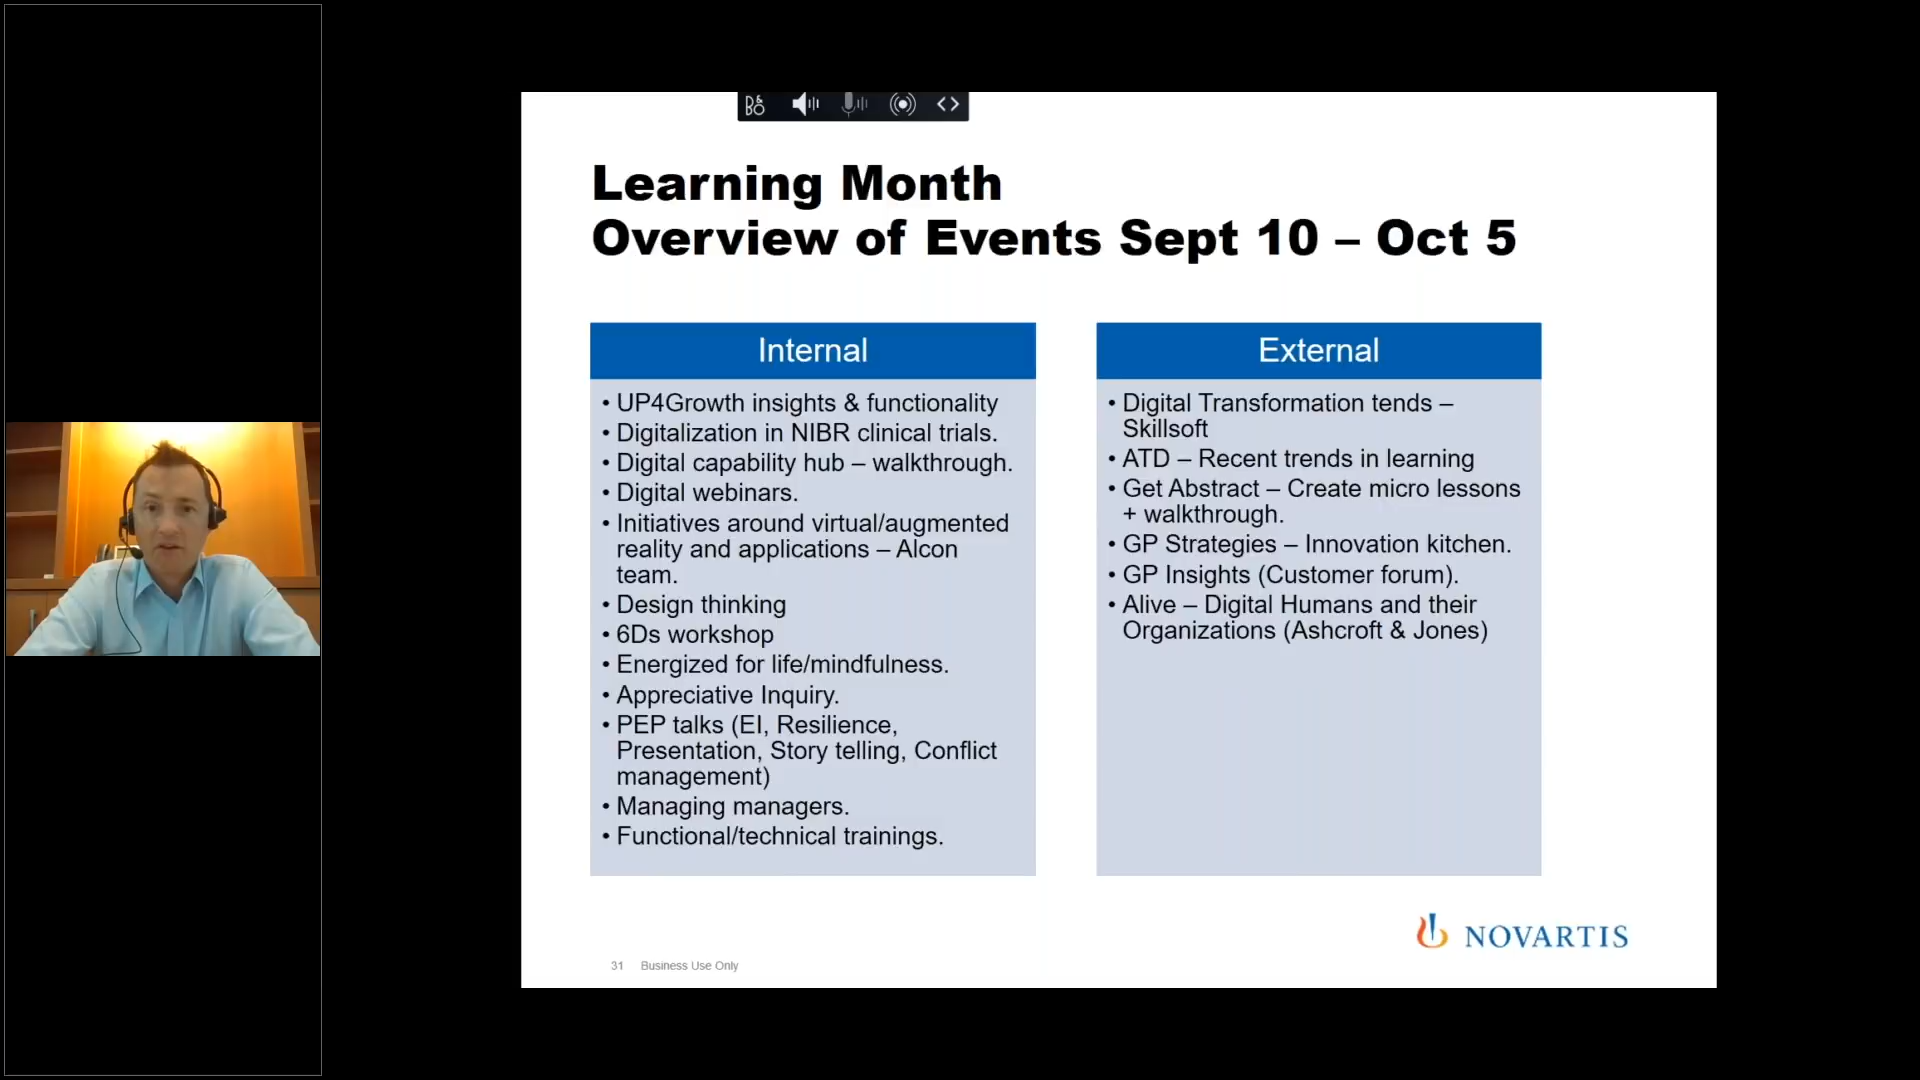 B&O
Learning Month
Overview of Events Sept 10 – Oct 5
Internal
• UP4Growth insights & functionality
• Digitalization in NIBR clinical trials.
• Digital capability hub – walkthrough.
• Digital webinars.
• Initiatives around virtual/augmented
reality and applications – Alcon
team.
• Design thinking
• 6Ds workshop
• Energized for life/mindfulness.
• Appreciative Inquiry.
• PEP talks (EI, Resilience,
Presentation, Story telling, Conflict
management)
• Managing managers.
• Functional/technical trainings.
External
• Digital Transformation tends –
Skillsoft
• ATD – Recent trends in learning
• Get Abstract – Create micro lessons
+ walkthrough.
• GP Strategies – Innovation kitchen.
• GP Insights (Customer forum).
• Alive – Digital Humans and their
Organizations (Ashcroft & Jones)
NOVARTIS
31 Business Use Only